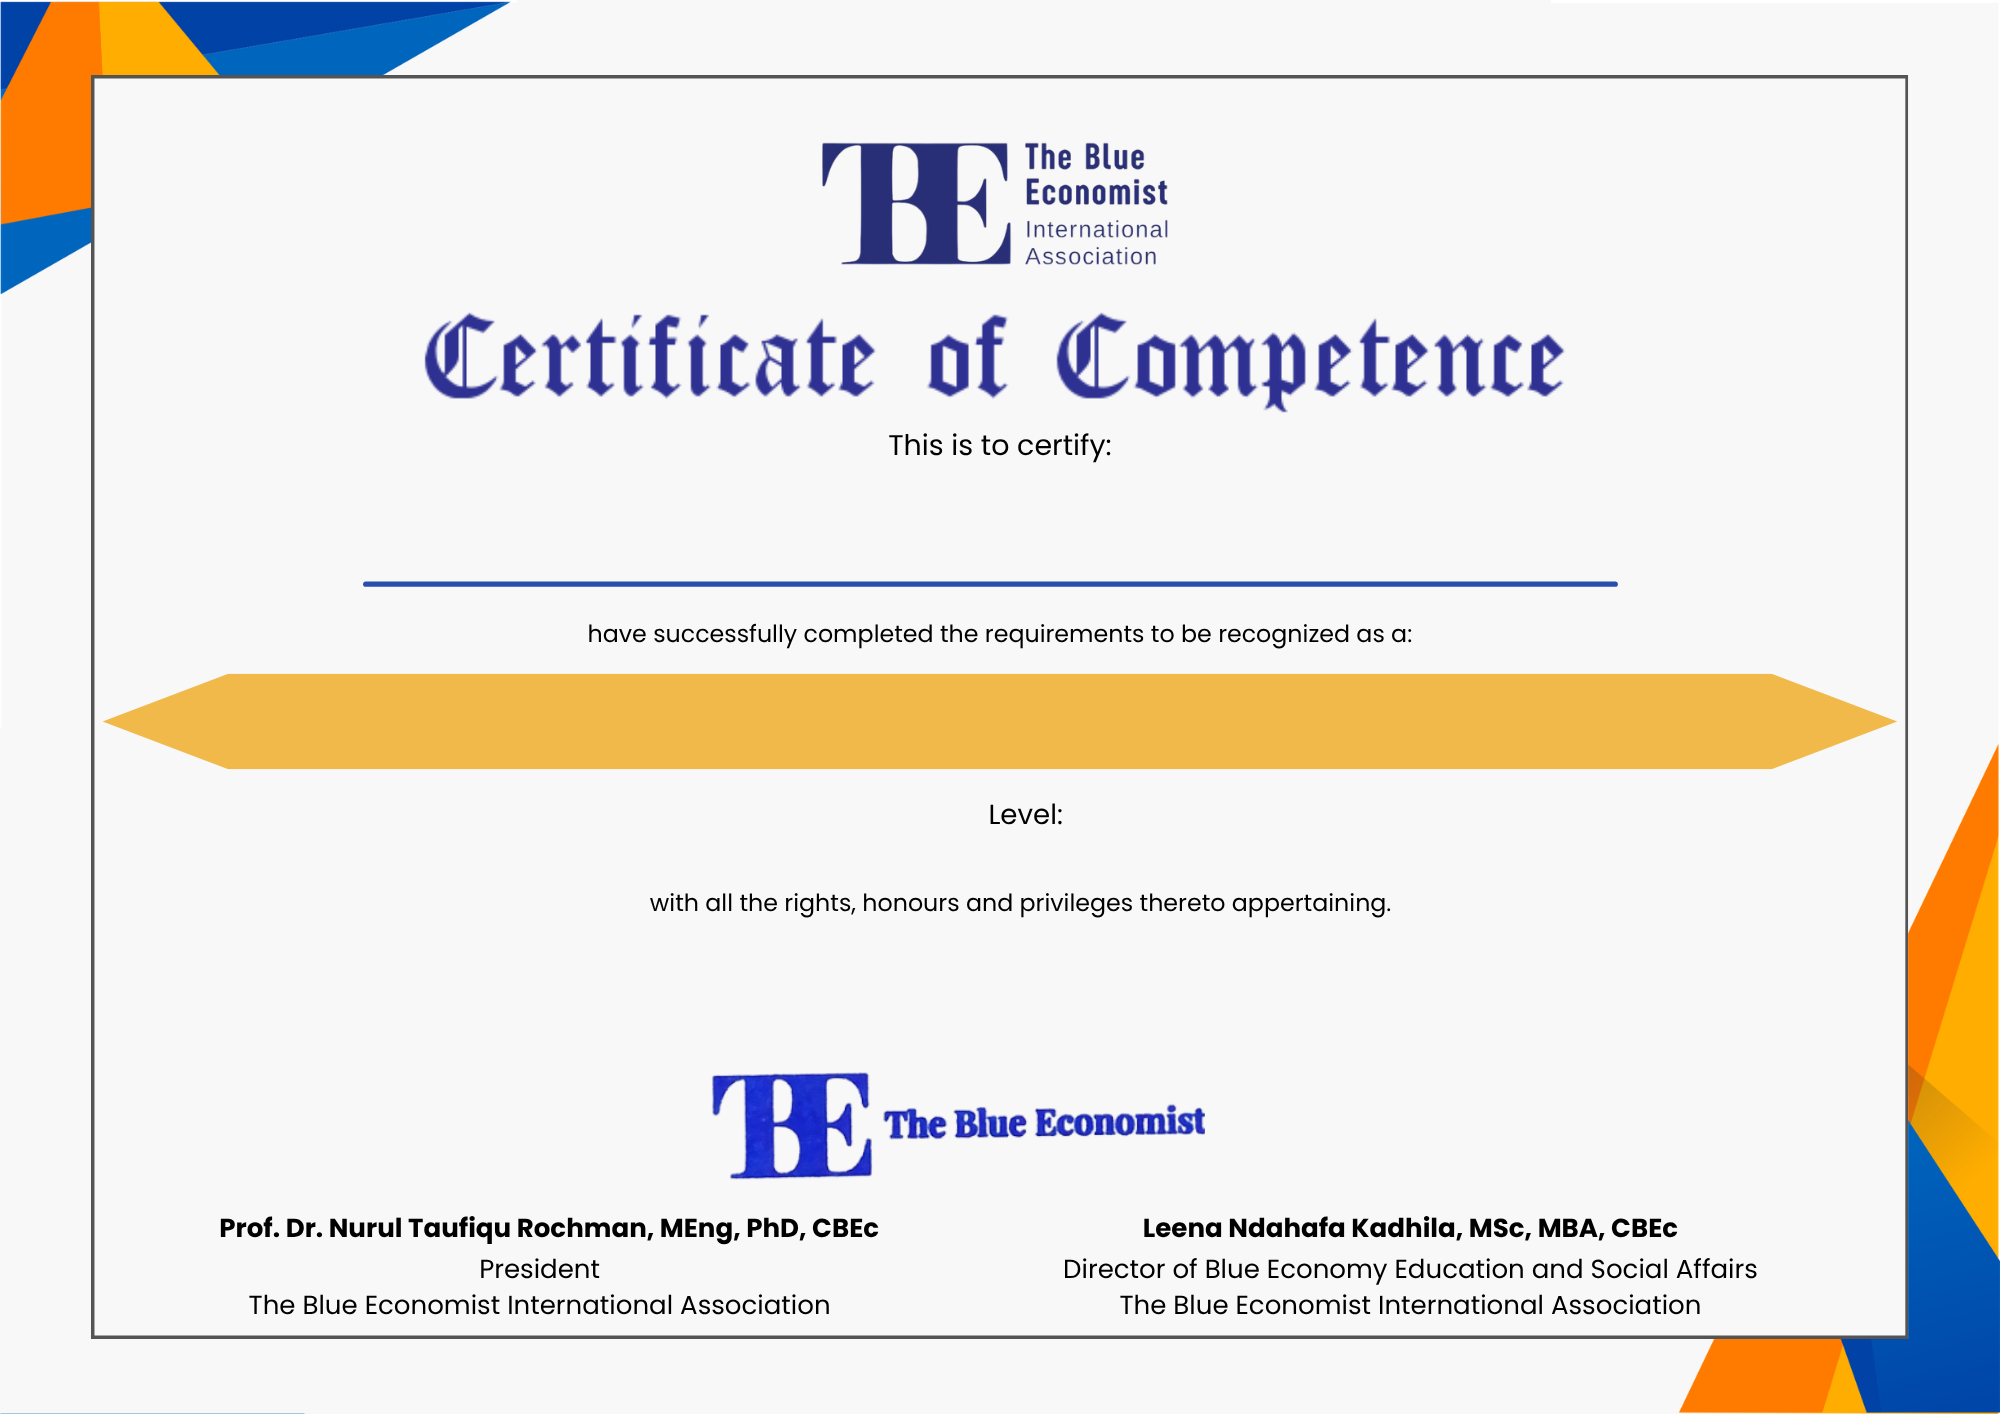 TBE
The Blue
Economist
International
Association
Certificate of Competence
This is to certify:
have successfully completed the requirements to be recognized as a:
Level:
with all the rights, honours and privileges thereto appertaining.
TBE The Blue Economist
Prof. Dr. Nurul Taufiqu Rochman, MEng, PhD, CBEc
President
The Blue Economist International Association
Leena Ndahafa Kadhila, MSc, MBA, CBEc
Director of Blue Economy Education and Social Affairs
The Blue Economist International Association